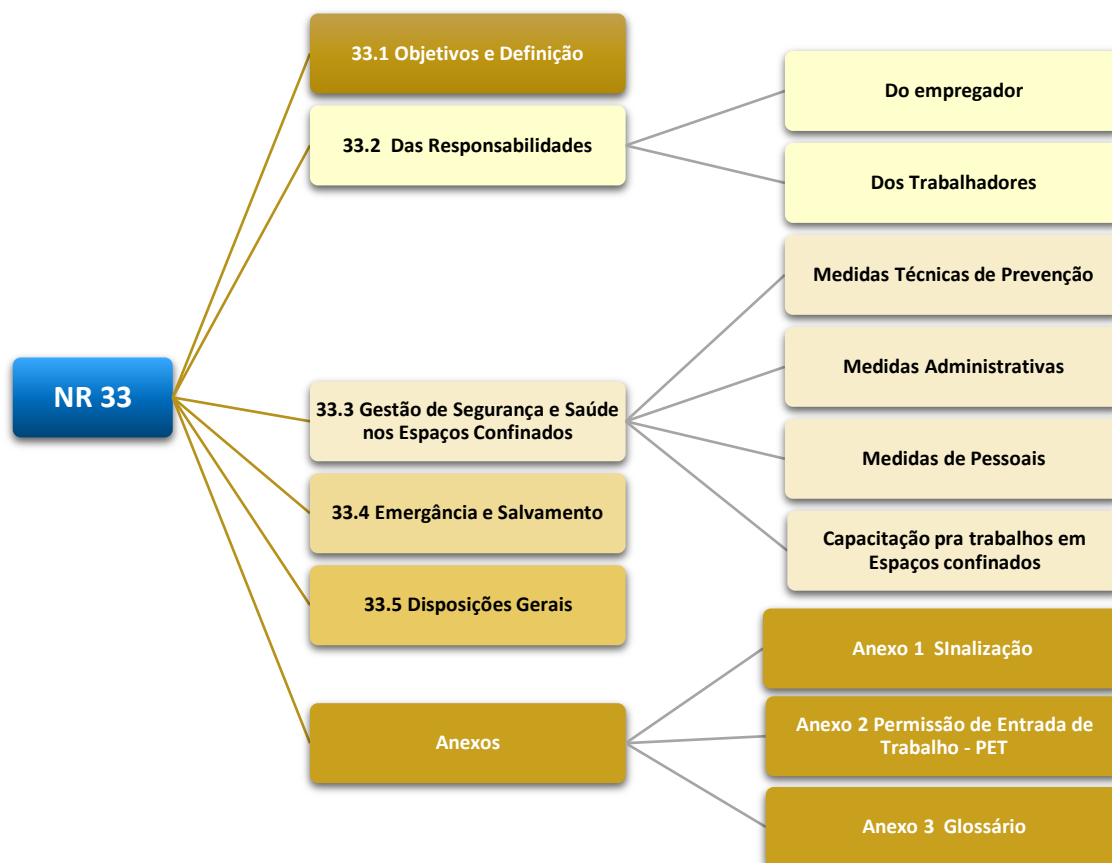 NR 33
33.1 Objetivos e Definição
33.2 Das Responsabilidades
Do empregador
Dos Trabalhadores
33.3 Gestão de Segurança e Saúde
nos Espaços Confinados
Medidas Técnicas de Prevenção
Medidas Administrativas
Medidas de Pessoais
Capacitação pra trabalhos em
Espaços confinados
33.4 Emergância e Salvamento
33.5 Disposições Gerais
Anexos
Anexo 1 SInalização
Anexo 2 Permissão de Entrada de
Trabalho - PET
Anexo 3 Glossário